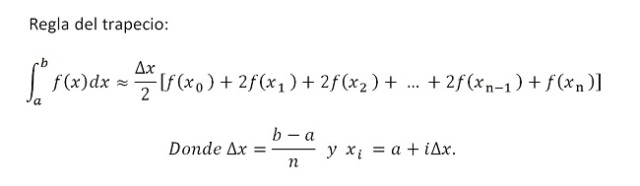 Regla del trapecio:
∫ₐᵇ f(x)dx ≈ Δx/2 [f(x₀) + 2f(x₁) + 2f(x₂) + ... + 2f(xₙ₋₁) + f(xₙ)]
Donde Δx = (b − a)/n y xᵢ = a + iΔx.